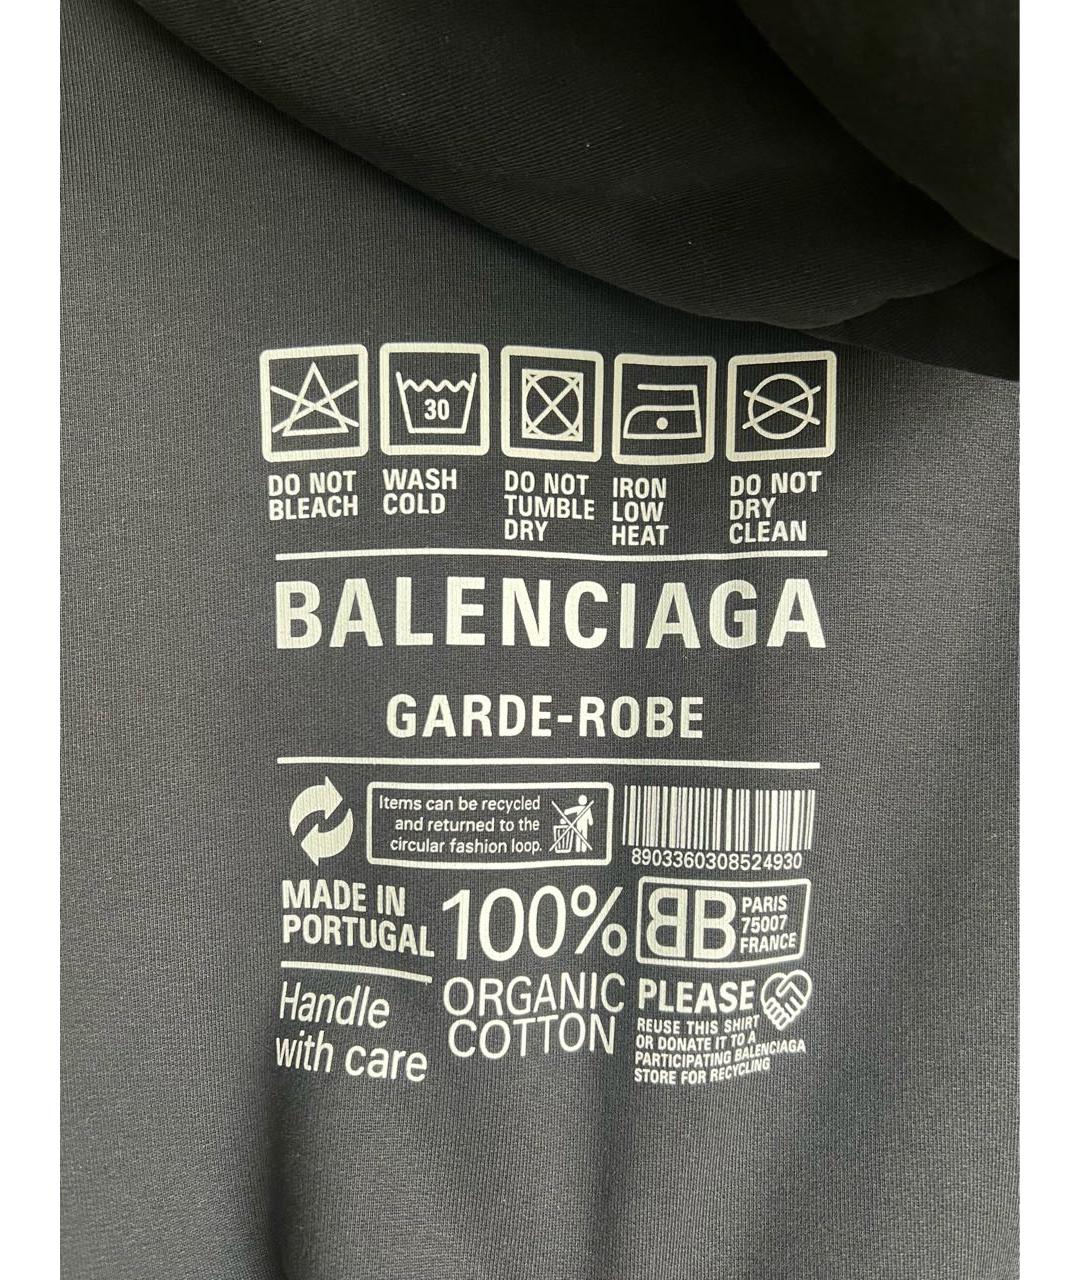 30
DO NOT
BLEACH
WASH
COLD
DO NOT
TUMBLE
DRY
IRON
LOW
HEAT
DO NOT
DRY
CLEAN
BALENCIAGA
GARDE-ROBE
Items can be recycled
and returned to the
circular fashion loop.
8903360308524930
MADE IN
PORTUGAL
Handle
with care
100%
ORGANIC
COTTON
BB
PARIS
75007
FRANCE
PLEASE
REUSE THIS SHIRT
OR DONATE IT TO A
PARTICIPATING BALENCIAGA
STORE FOR RECYCLING